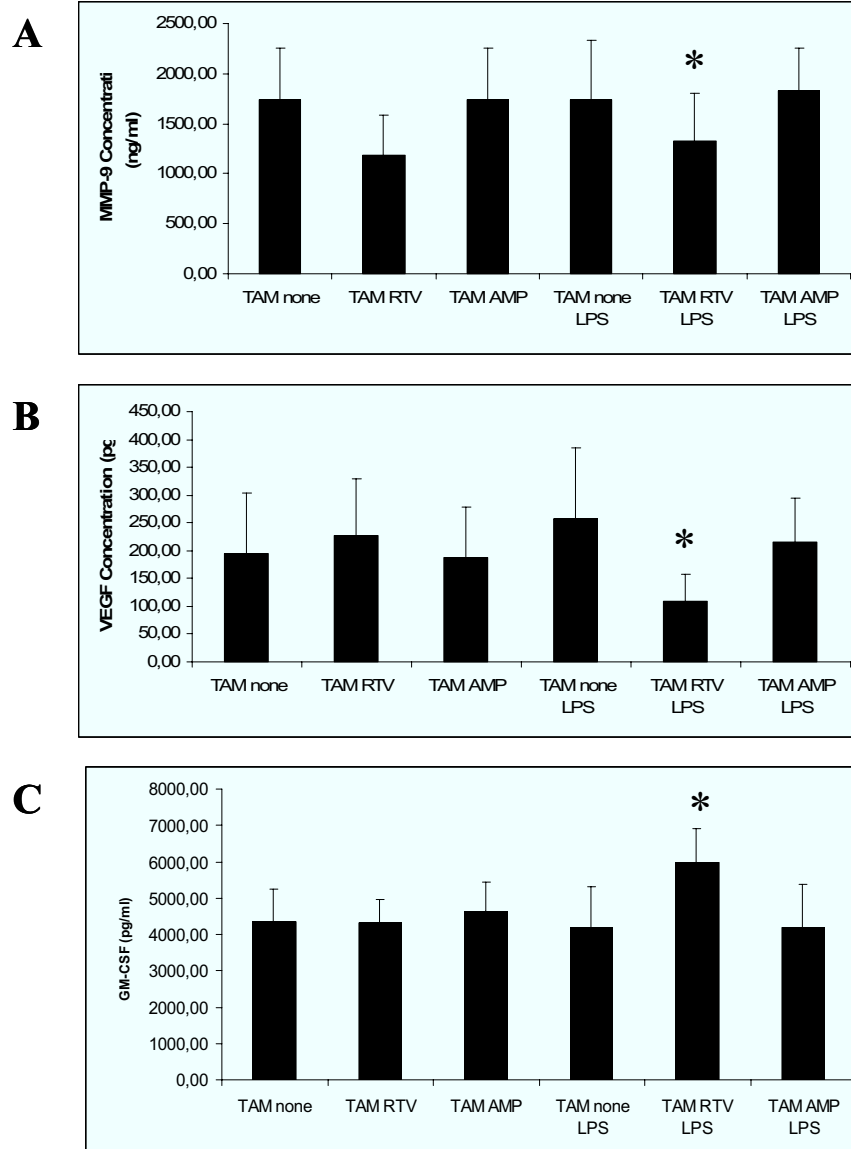 A
MMP-9 Concentrati
(ng/ml)
2500,00
2000,00
1500,00
1000,00
500,00
0,00
*
TAM none
TAM RTV
TAM AMP
TAM none
LPS
TAM RTV
LPS
TAM AMP
LPS
B
VEGF Concentration (pg
450,00
400,00
350,00
300,00
250,00
200,00
150,00
100,00
50,00
0,00
*
TAM none
TAM RTV
TAM AMP
TAM none
LPS
TAM RTV
LPS
TAM AMP
LPS
C
GM-CSF (pg/ml)
8000,00
7000,00
6000,00
5000,00
4000,00
3000,00
2000,00
1000,00
0,00
*
TAM none
TAM RTV
TAM AMP
TAM none
LPS
TAM RTV
LPS
TAM AMP
LPS